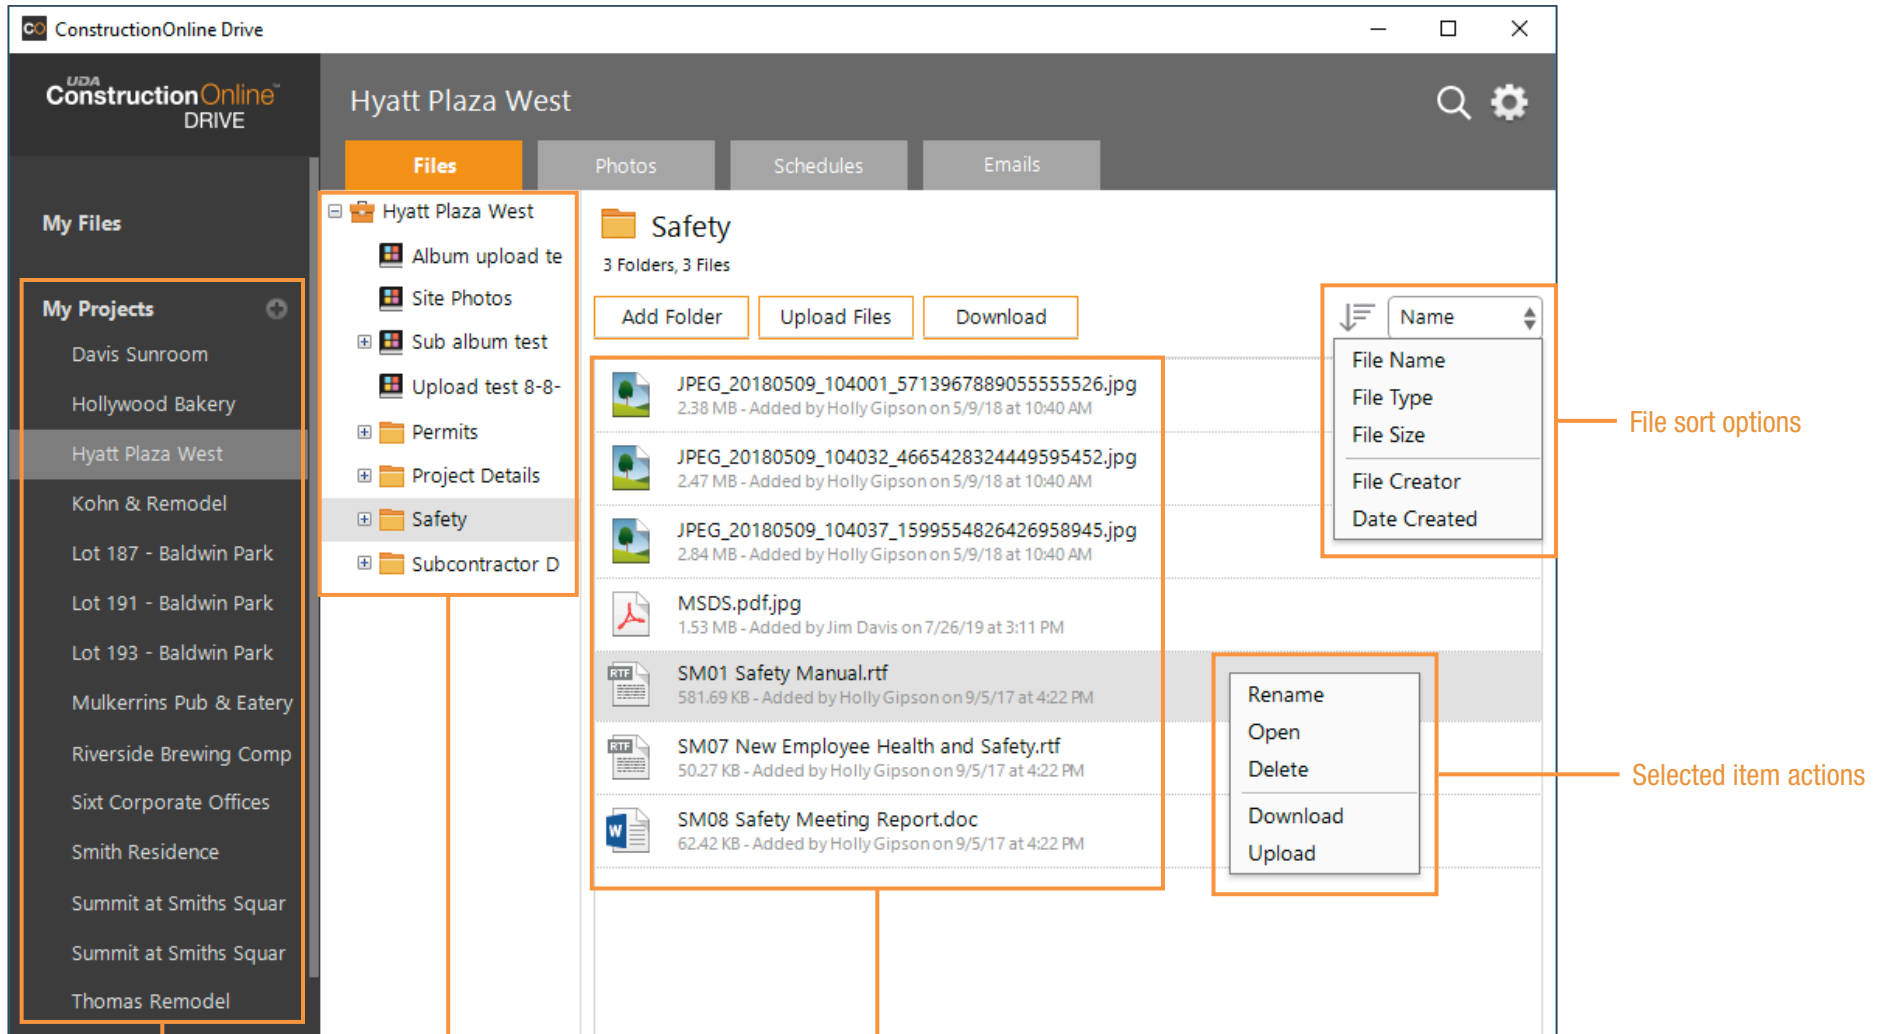 CO ConstructionOnline Drive
UDA
ConstructionOnline™
DRIVE
Hyatt Plaza West
Files
Photos
Schedules
Emails
My Files
My Projects
Davis Sunroom
Hollywood Bakery
Hyatt Plaza West
Kohn & Remodel
Lot 187 - Baldwin Park
Lot 191 - Baldwin Park
Lot 193 - Baldwin Park
Mulkerrins Pub & Eatery
Riverside Brewing Comp
Sixt Corporate Offices
Smith Residence
Summit at Smiths Squar
Summit at Smiths Squar
Thomas Remodel
Hyatt Plaza West
Album upload te
Site Photos
Sub album test
Upload test 8-8-
Permits
Project Details
Safety
Subcontractor D
Safety
3 Folders, 3 Files
Add Folder
Upload Files
Download
Name
File Name
File Type
File Size
File Creator
Date Created
File sort options
JPEG_20180509_104001_5713967889055555526.jpg
2.38 MB - Added by Holly Gipson on 5/9/18 at 10:40 AM
JPEG_20180509_104032_4665428324449595452.jpg
2.47 MB - Added by Holly Gipson on 5/9/18 at 10:40 AM
JPEG_20180509_104037_1599554826426958945.jpg
2.84 MB - Added by Holly Gipson on 5/9/18 at 10:40 AM
MSDS.pdf.jpg
1.53 MB - Added by Jim Davis on 7/26/19 at 3:11 PM
RTF
SM01 Safety Manual.rtf
581.69 KB - Added by Holly Gipson on 9/5/17 at 4:22 PM
RTF
SM07 New Employee Health and Safety.rtf
50.27 KB - Added by Holly Gipson on 9/5/17 at 4:22 PM
W
SM08 Safety Meeting Report.doc
62.42 KB - Added by Holly Gipson on 9/5/17 at 4:22 PM
Rename
Open
Delete
Download
Upload
Selected item actions